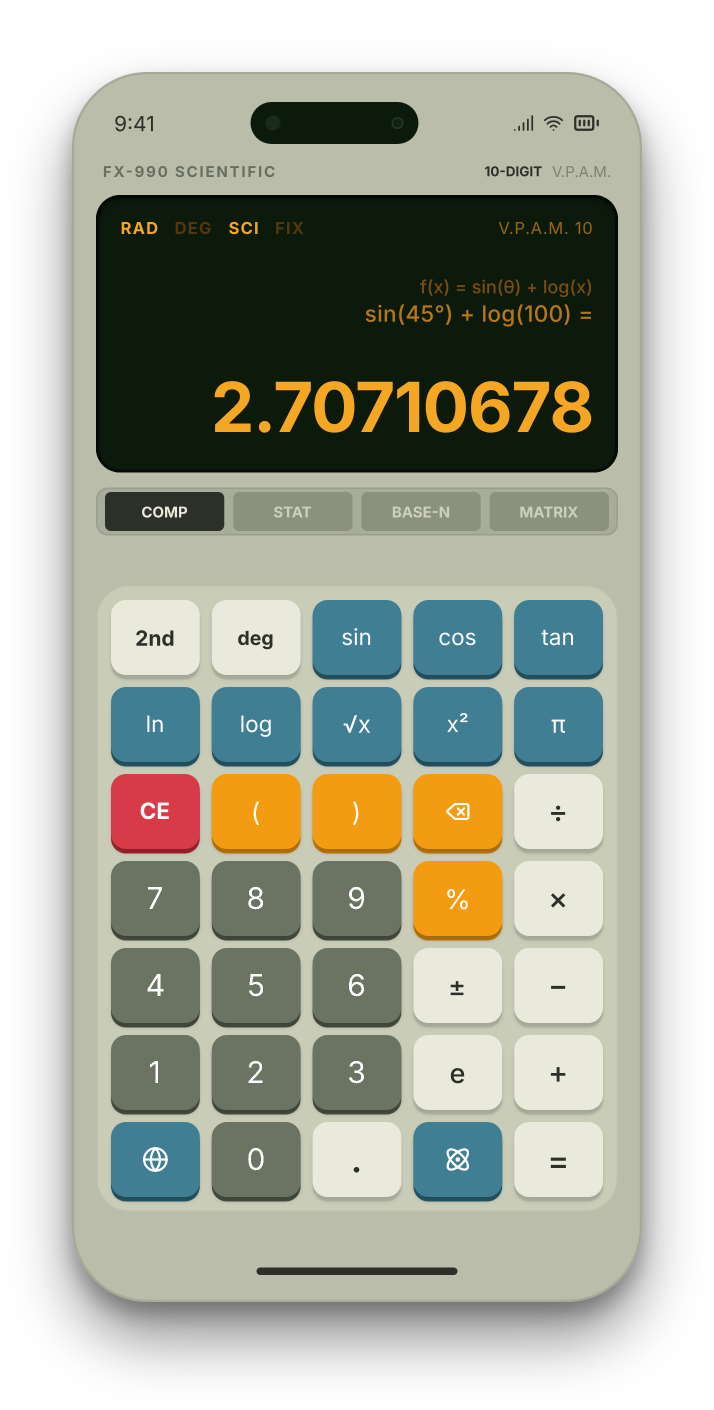 9:41
FX-990 SCIENTIFIC 10-DIGIT V.P.A.M.
RAD DEG SCI FIX V.P.A.M. 10
f(x) = sin(θ) + log(x)
sin(45°) + log(100) =
2.70710678
COMP STAT BASE-N MATRIX
2nd deg sin cos tan
ln log √x x² π
CE ( ) ÷
7 8 9 % ×
4 5 6 ± −
1 2 3 e +
0 . =